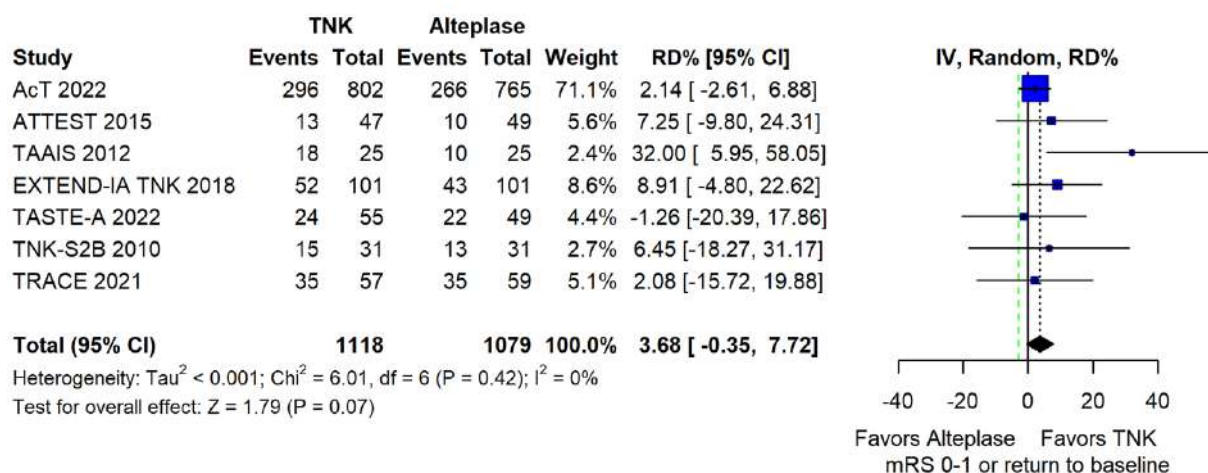 TNK Alteplase
Study Events Total Events Total Weight RD% [95% CI] IV, Random, RD%
AcT 2022 296 802 266 765 71.1% 2.14 [ -2.61, 6.88]
ATTEST 2015 13 47 10 49 5.6% 7.25 [ -9.80, 24.31]
TAAIS 2012 18 25 10 25 2.4% 32.00 [ 5.95, 58.05]
EXTEND-IA TNK 2018 52 101 43 101 8.6% 8.91 [ -4.80, 22.62]
TASTE-A 2022 24 55 22 49 4.4% -1.26 [-20.39, 17.86]
TNK-S2B 2010 15 31 13 31 2.7% 6.45 [-18.27, 31.17]
TRACE 2021 35 57 35 59 5.1% 2.08 [-15.72, 19.88]
Total (95% CI) 1118 1079 100.0% 3.68 [ -0.35, 7.72]
Heterogeneity: Tau² < 0.001; Chi² = 6.01, df = 6 (P = 0.42); I² = 0%
Test for overall effect: Z = 1.79 (P = 0.07)
-40 -20 0 20 40
Favors Alteplase Favors TNK
mRS 0-1 or return to baseline